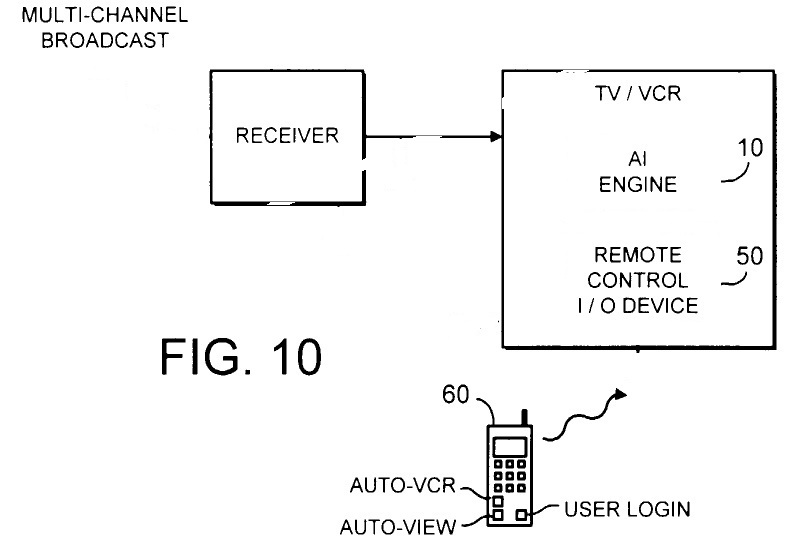 MULTI-CHANNEL
BROADCAST
RECEIVER
TV / VCR
AI
ENGINE
10
REMOTE
CONTROL
I / O DEVICE
50
FIG. 10
60
AUTO-VCR
AUTO-VIEW
USER LOGIN